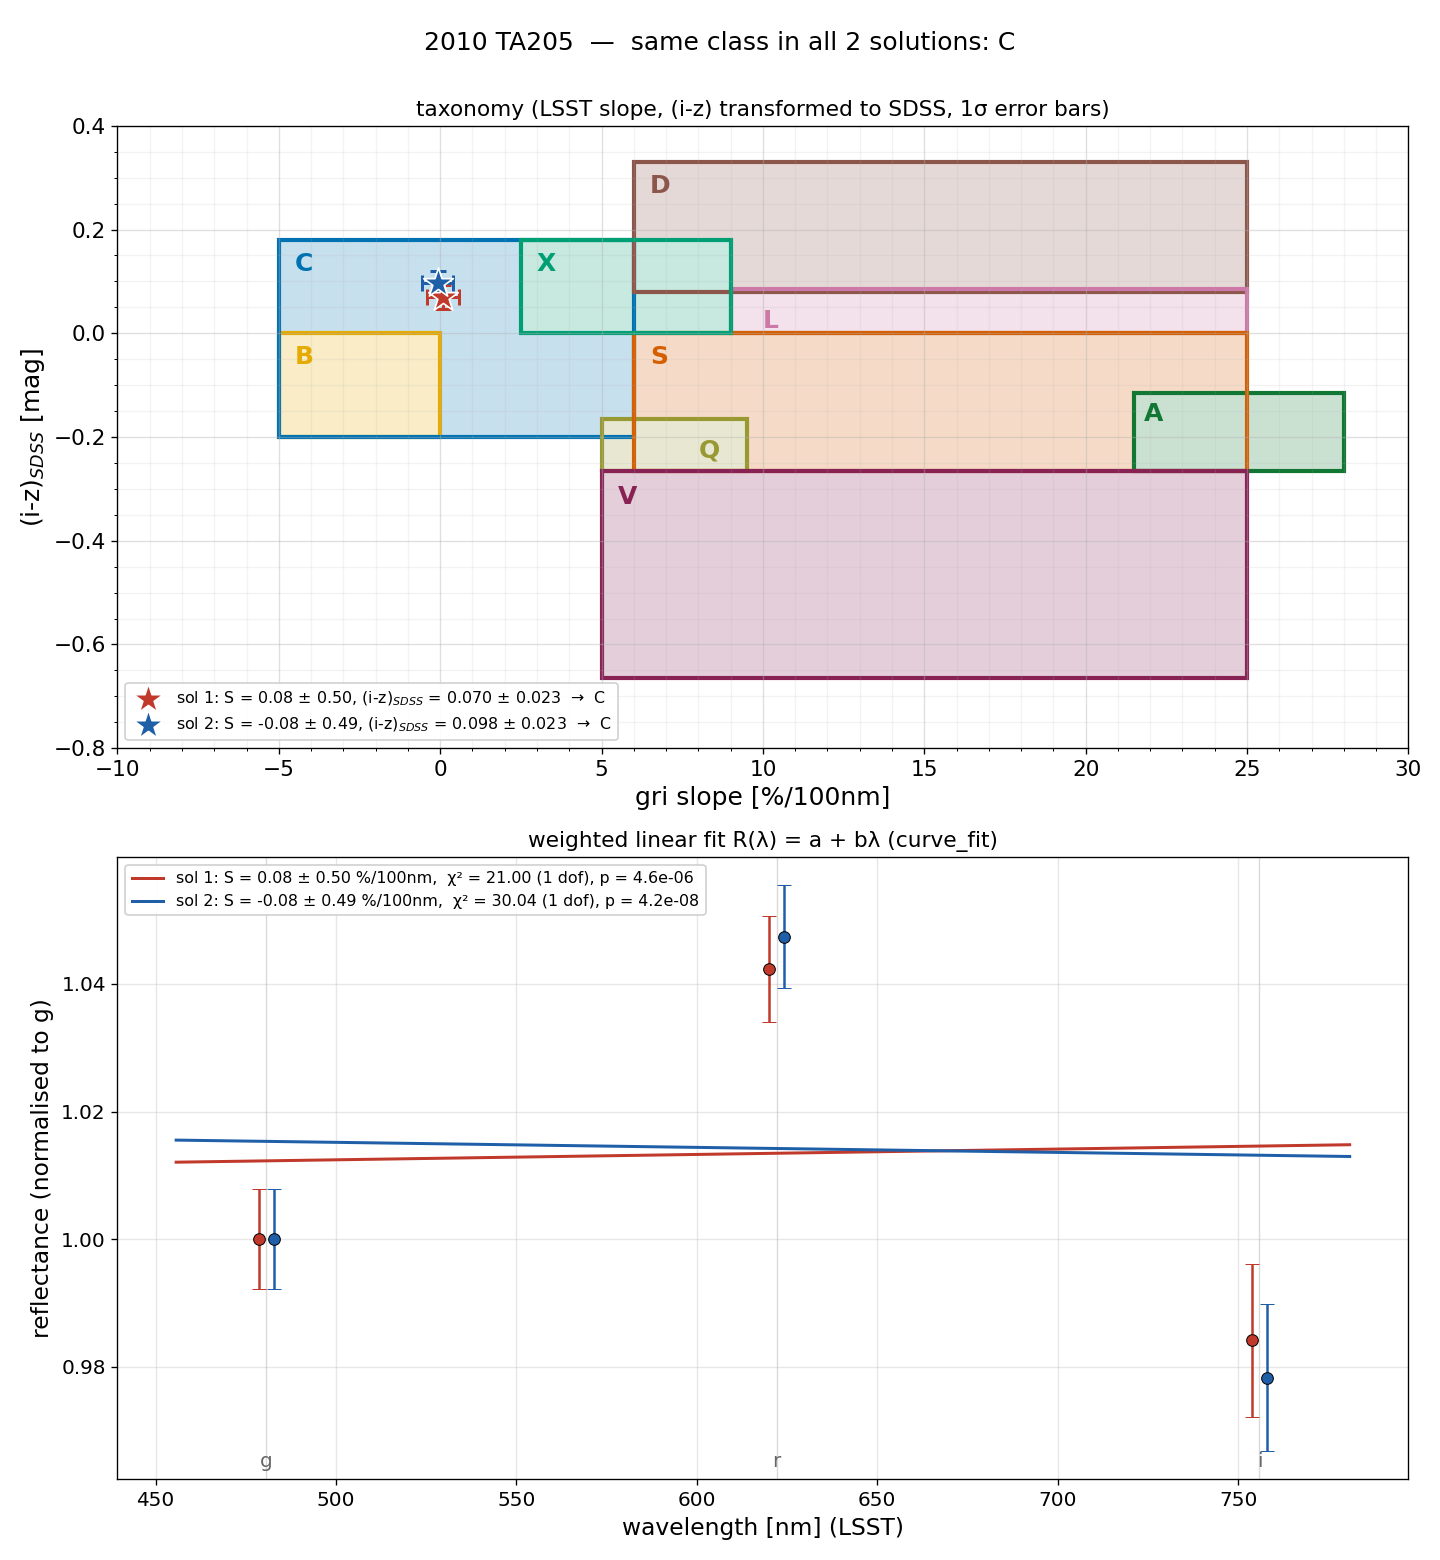 2010 TA205 — same class in all 2 solutions: C
taxonomy (LSST slope, (i-z) transformed to SDSS, 1σ error bars)
0.4
0.2
0.0
−0.2
−0.4
−0.6
−0.8
(i-z)SDSS [mag]
D
C
X
L
B
S
A
Q
V
sol 1: S = 0.08 ± 0.50, (i-z)SDSS = 0.070 ± 0.023 → C
sol 2: S = -0.08 ± 0.49, (i-z)SDSS = 0.098 ± 0.023 → C
−10 −5 0 5 10 15 20 25 30
gri slope [%/100nm]
weighted linear fit R(λ) = a + bλ (curve_fit)
sol 1: S = 0.08 ± 0.50 %/100nm, χ² = 21.00 (1 dof), p = 4.6e-06
sol 2: S = -0.08 ± 0.49 %/100nm, χ² = 30.04 (1 dof), p = 4.2e-08
1.04
1.02
1.00
0.98
reflectance (normalised to g)
g r i
450 500 550 600 650 700 750
wavelength [nm] (LSST)